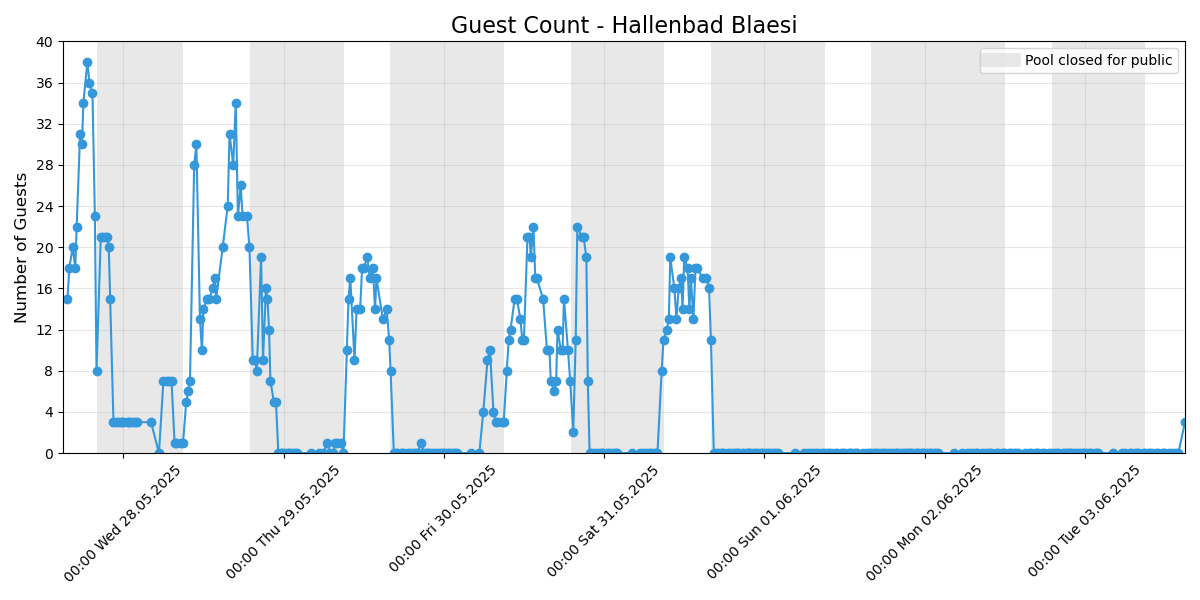 Guest Count - Hallenbad Blaesi
Pool closed for public
Number of Guests
40
36
32
28
24
20
16
12
8
4
0
00:00 Wed 28.05.2025
00:00 Thu 29.05.2025
00:00 Fri 30.05.2025
00:00 Sat 31.05.2025
00:00 Sun 01.06.2025
00:00 Mon 02.06.2025
00:00 Tue 03.06.2025